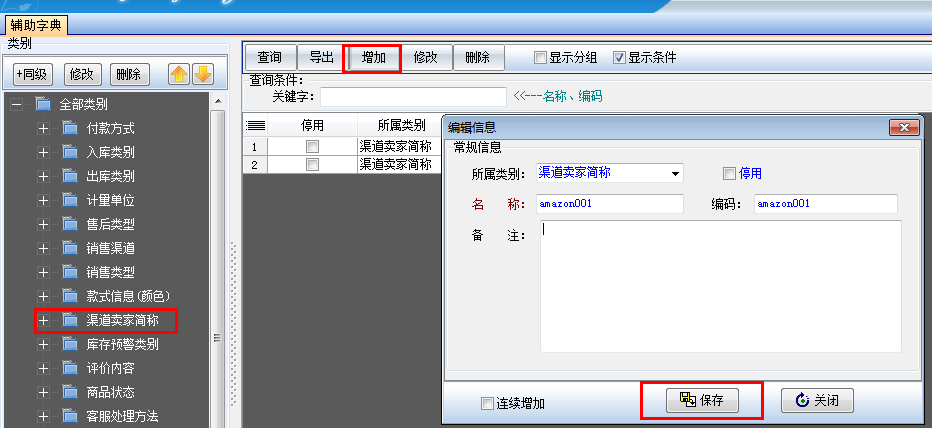 辅助字典
类别
+同级 修改 删除
全部类别
付款方式
入库类别
出库类别
计量单位
售后类型
销售渠道
销售类型
款式信息(颜色)
渠道卖家简称
库存预警类别
评价内容
商品状态
客服处理方法
查询 导出 增加 修改 删除 显示分组 显示条件
查询条件:
关键字: <<---名称、编码
停用 所属类别
1 渠道卖家简称
2 渠道卖家简称
编辑信息
常规信息
所属类别: 渠道卖家简称 停用
名 称: amazon001 编码: amazon001
备 注:
连续增加 保存 关闭